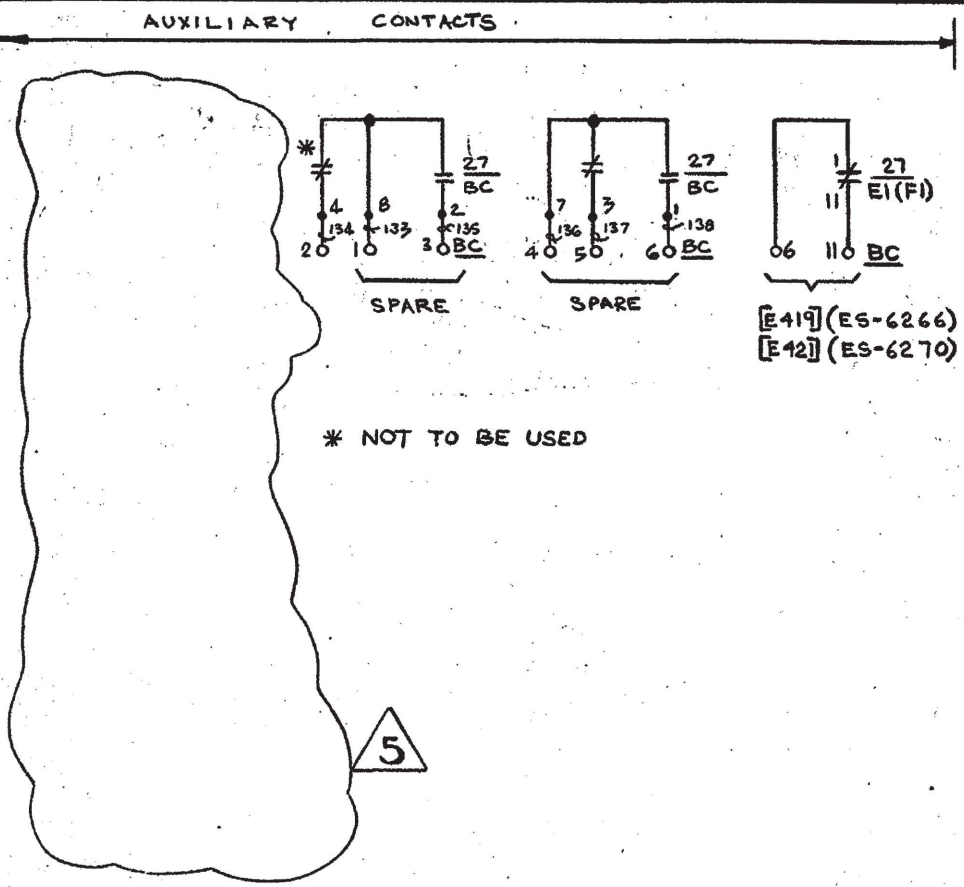 AUXILIARY CONTACTS
*
27
BC
27
BC
1
27
11
E1(F1)
4
8
2
7
3
1
134
133
135
136
137
138
2
1
3
BC
4
5
6
BC
6
11
BC
SPARE
SPARE
[E419](ES-6266)
[E421](ES-6270)
* NOT TO BE USED
5